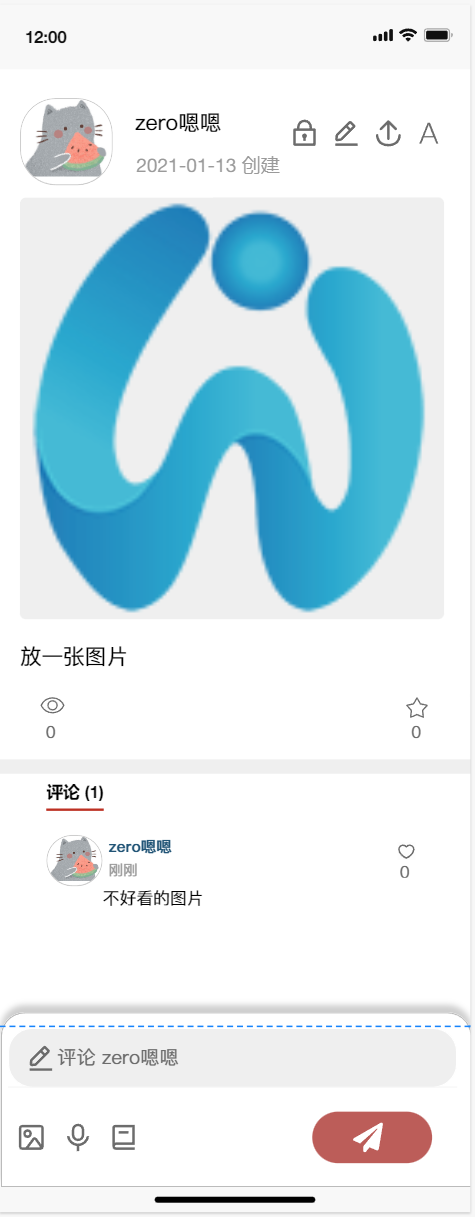 12:00
zero嗯嗯
A
2021-01-13 创建
放一张图片
0
0
评论 (1)
zero嗯嗯
刚刚
0
不好看的图片
评论 zero嗯嗯